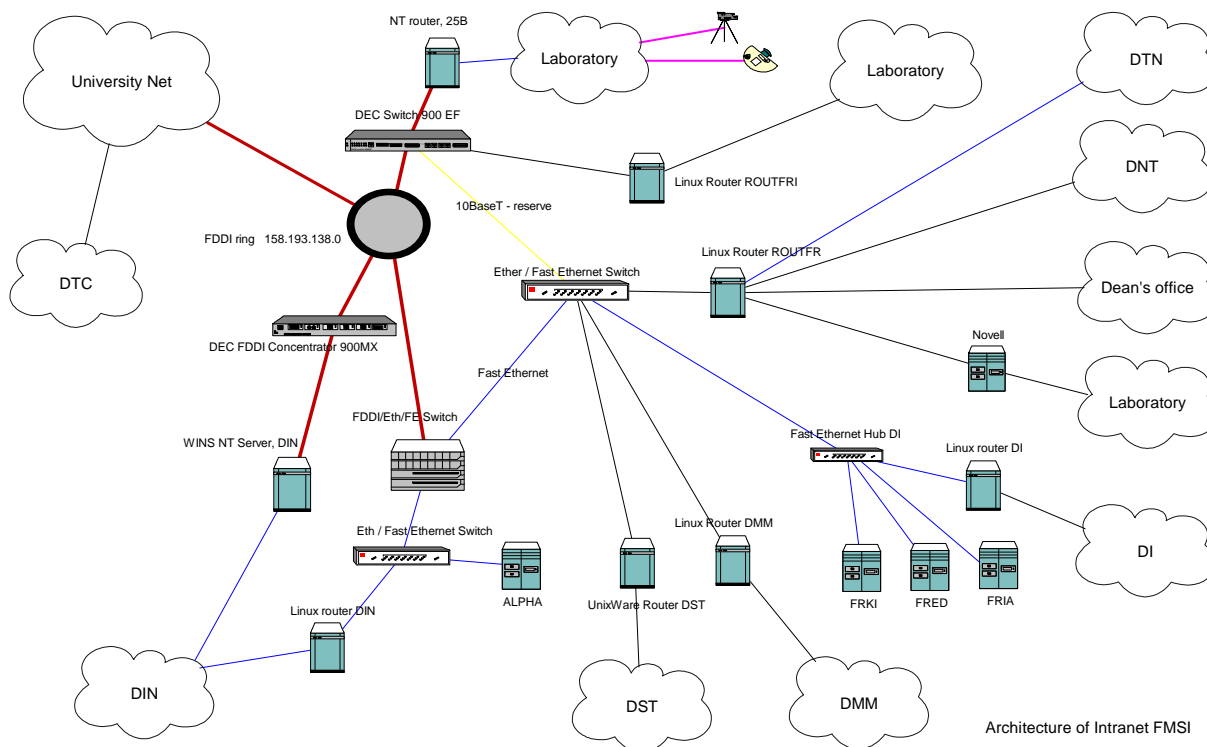 NT router, 25B
Laboratory
DTN
University Net
Laboratory
DEC Switch 900 EF
DNT
Linux Router ROUTFRI
10BaseT - reserve
FDDI ring 158.193.138.0
Linux Router ROUTFR
Ether / Fast Ethernet Switch
DTC
Dean's office
Novell
DEC FDDI Concentrator 900MX
Fast Ethernet
Laboratory
FDDI/Eth/FE Switch
Fast Ethernet Hub DI
WINS NT Server, DIN
Linux router DI
Eth / Fast Ethernet Switch
Linux Router DMM
DI
ALPHA
FRKI
FRED
FRIA
UnixWare Router DST
Linux router DIN
DIN
DST
DMM
Architecture of Intranet FMSI